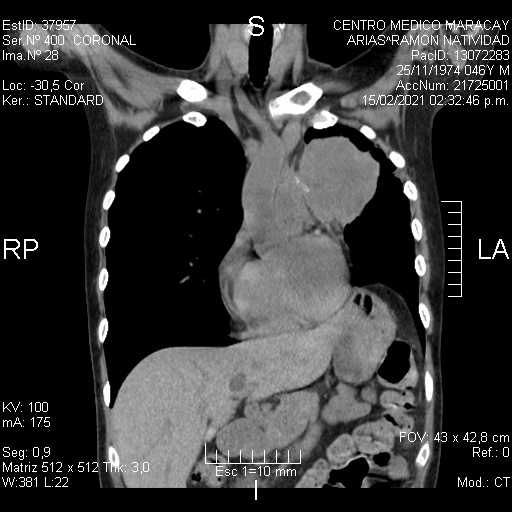 EstID: 37957
Ser.Nº 400 CORONAL
Ima.Nº 28
Loc: -30,5 Cor
Ker.: STANDARD
S
CENTRO MEDICO MARACAY
ARIAS^RAMON NATIVIDAD
PacID: 13072283
25/11/1974 046Y M
AccNum: 21725001
15/02/2021 02:32:46 p.m.
RP
LA
KV: 100
mA: 175
Seg: 0,9
Matriz 512 x 512 Thk: 3,0
W:381 L:22
Esc 1=10 mm
I
FOV: 43 x 42,8 cm
Ref.: 0
Mod.: CT